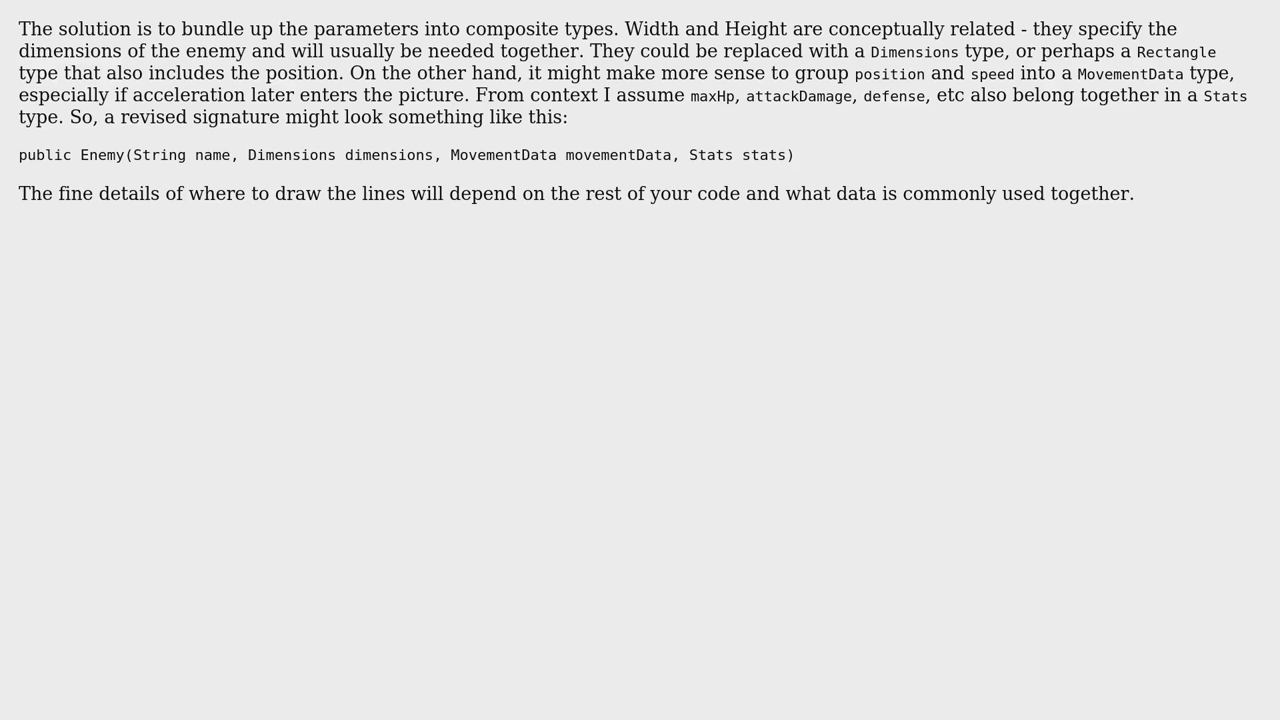 The solution is to bundle up the parameters into composite types. Width and Height are conceptually related - they specify the
dimensions of the enemy and will usually be needed together. They could be replaced with a Dimensions type, or perhaps a Rectangle
type that also includes the position. On the other hand, it might make more sense to group position and speed into a MovementData type,
especially if acceleration later enters the picture. From context I assume maxHp, attackDamage, defense, etc also belong together in a Stats
type. So, a revised signature might look something like this:
public Enemy(String name, Dimensions dimensions, MovementData movementData, Stats stats)
The fine details of where to draw the lines will depend on the rest of your code and what data is commonly used together.